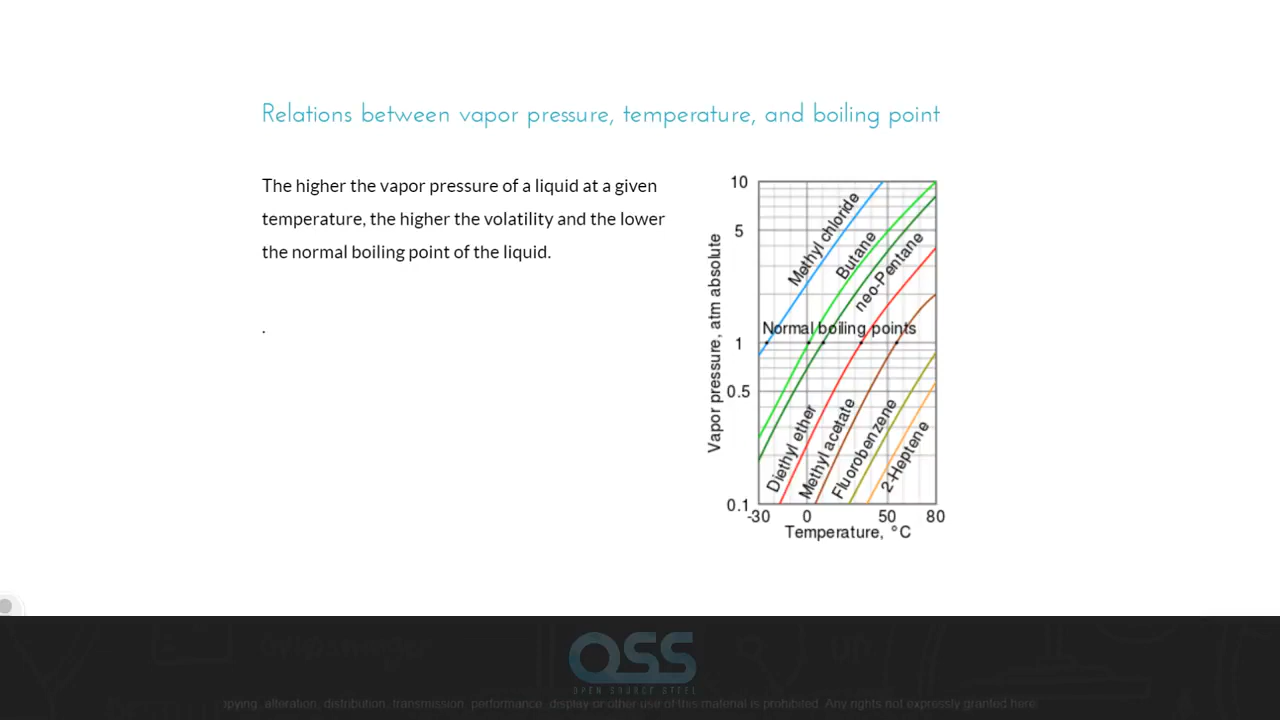 Relations between vapor pressure, temperature, and boiling point
The higher the vapor pressure of a liquid at a given
temperature, the higher the volatility and the lower
the normal boiling point of the liquid.
.
10
5
1
0.5
0.1
Vapor pressure, atm absolute
Methyl chloride
Butane
neo-Pentane
Normal boiling points
Diethyl ether
Methyl acetate
Fluorobenzene
2-Heptene
-30 0 50 80
Temperature, °C
OSS
OPEN SOURCE STEEL
opying, alteration, distribution, transmission, performance, display or other use of this material is prohibited. Any rights not expressly granted here